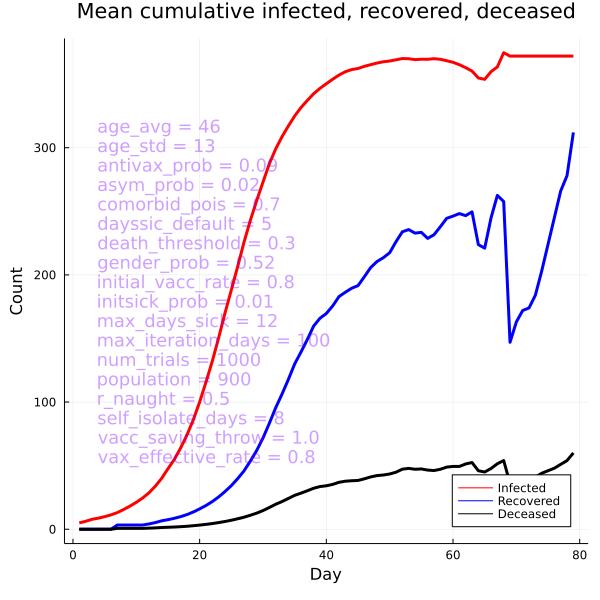 Mean cumulative infected, recovered, deceased
age_avg = 46
age_std = 13
antivax_prob = 0.09
asym_prob = 0.02
comorbid_pois = 0.7
dayssic_default = 5
death_threshold = 0.3
gender_prob = 0.52
initial_vacc_rate = 0.8
initsick_prob = 0.01
max_days_sick = 12
max_iteration_days = 100
num_trials = 1000
population = 900
r_naught = 0.5
self_isolate_days = 8
vacc_saving_throw = 1.0
vax_effective_rate = 0.8
Count
300
200
100
0
0
20
40
60
80
Day
Infected
Recovered
Deceased